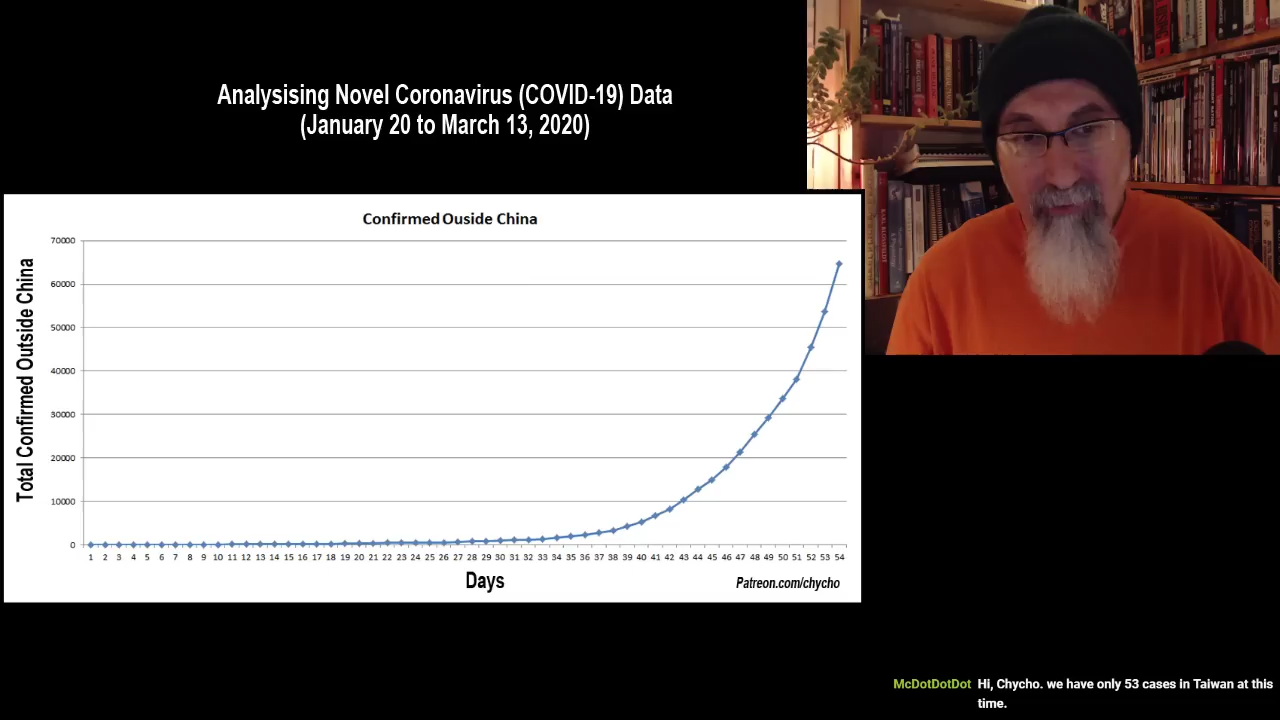 Analysising Novel Coronavirus (COVID-19) Data
(January 20 to March 13, 2020)
Confirmed Ouside China
Total Confirmed Outside China
70000
60000
50000
40000
30000
20000
10000
0
1 2 3 4 5 6 7 8 9 10 11 12 13 14 15 16 17 18 19 20 21 22 23 24 25 26 27 28 29 30 31 32 33 34 35 36 37 38 39 40 41 42 43 44 45 46 47 48 49 50 51 52 53 54
Days
Patreon.com/chycho
McDotDotDot Hi, Chycho. we have only 53 cases in Taiwan at this
time.